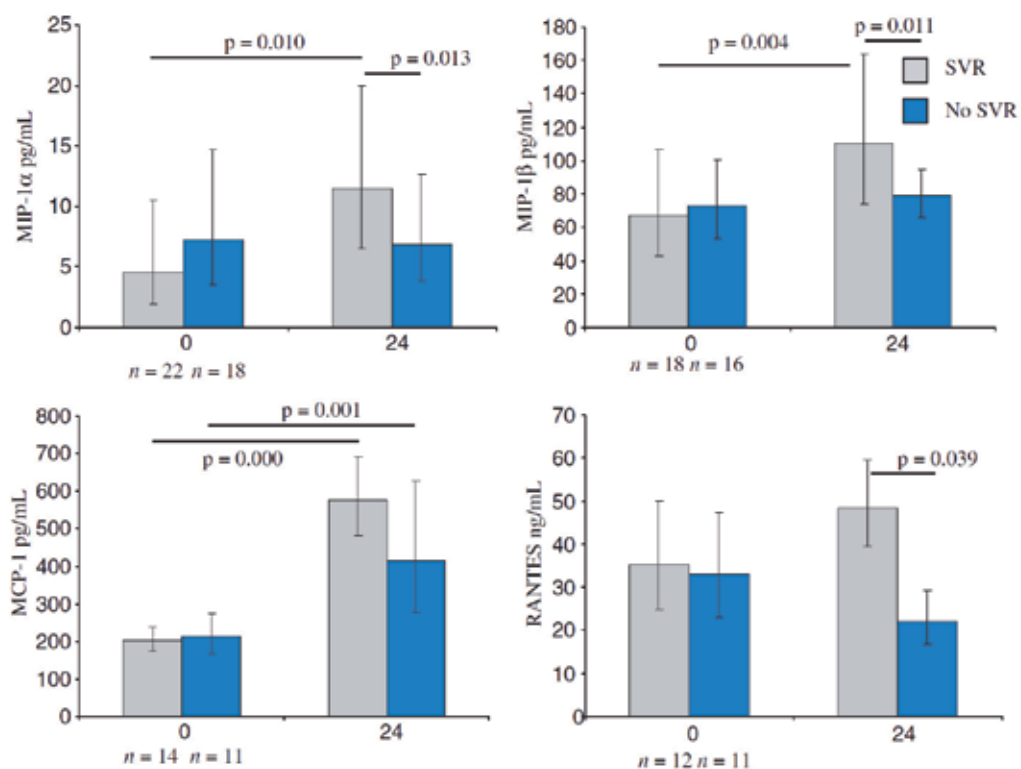 25
20
15
10
5
0
MIP-1α pg/mL
p = 0.010
p = 0.013
0
24
n = 22 n = 18
180
160
140
120
100
80
60
40
20
0
MIP-1β pg/mL
p = 0.004
p = 0.011
SVR
No SVR
0
24
n = 18 n = 16
800
700
600
500
400
300
200
100
0
MCP-1 pg/mL
p = 0.001
p = 0.000
0
24
n = 14 n = 11
70
60
50
40
30
20
10
0
RANTES ng/mL
p = 0.039
0
24
n = 12 n = 11